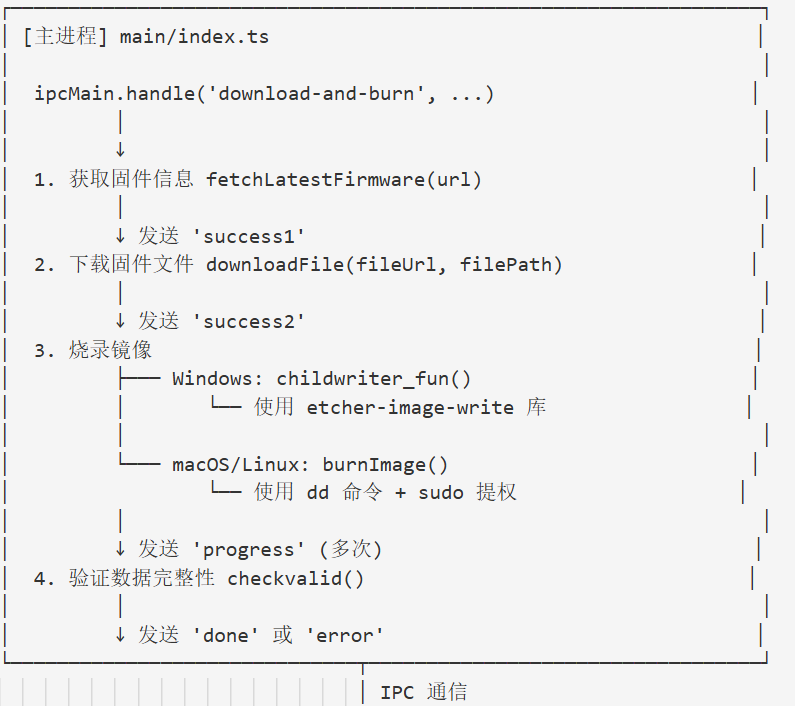 [主进程] main/index.ts
ipcMain.handle('download-and-burn', ...)
↓
1. 获取固件信息 fetchLatestFirmware(url)
↓ 发送 'success1'
2. 下载固件文件 downloadFile(fileUrl, filePath)
↓ 发送 'success2'
3. 烧录镜像
├── Windows: childwriter_fun()
└── 使用 etcher-image-write 库
└── macOS/Linux: burnImage()
└── 使用 dd 命令 + sudo 提权
↓ 发送 'progress' (多次)
4. 验证数据完整性 checkvalid()
↓ 发送 'done' 或 'error'
IPC 通信